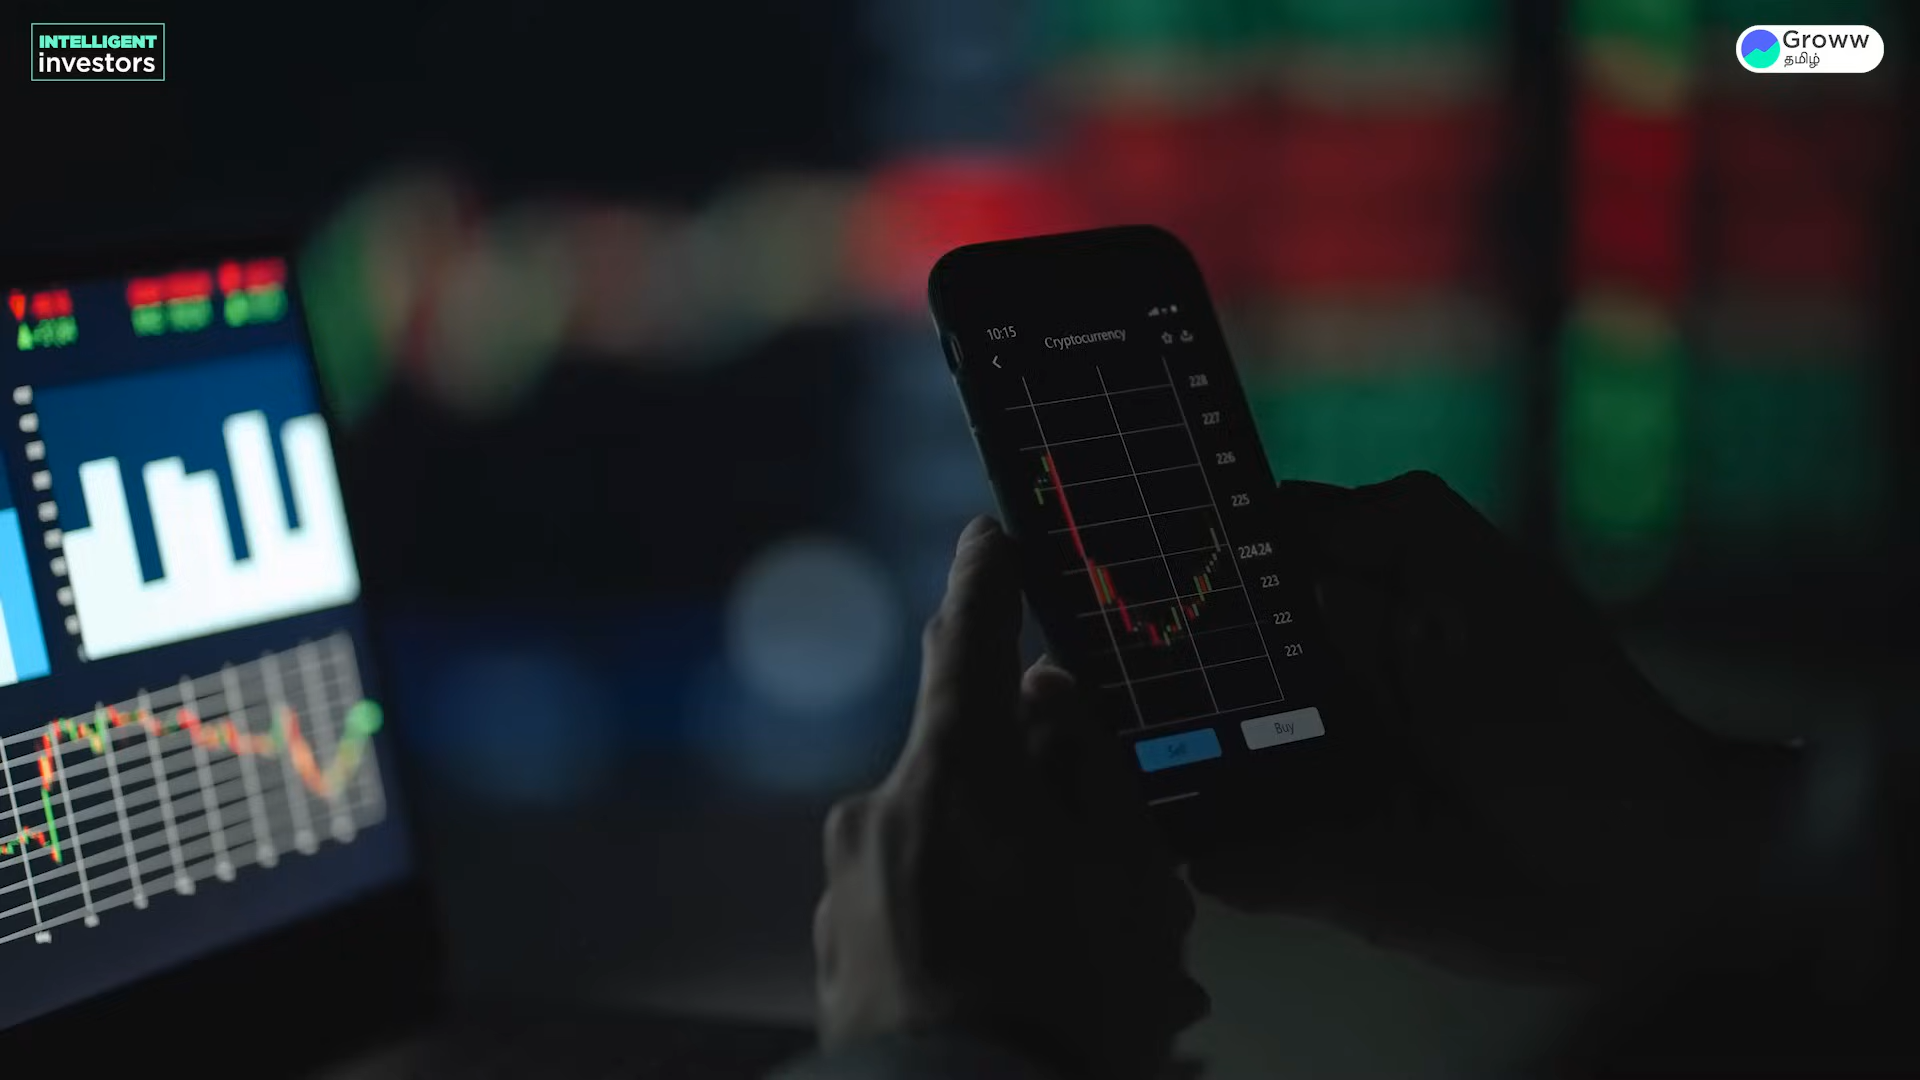 INTELLIGENT
investors
Groww
தமிழ்
10:15
Cryptocurrency
228
227
226
225
224.24
223
222
221
Sell
Buy